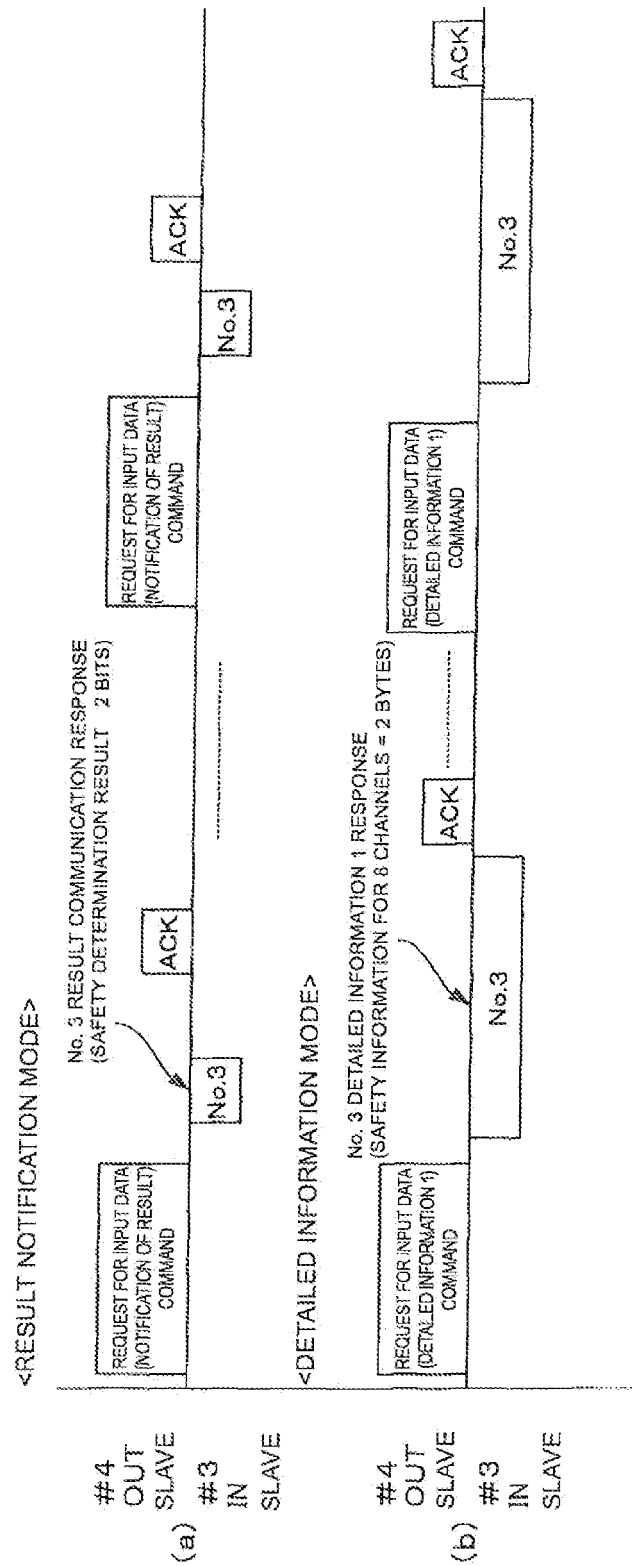 <RESULT NOTIFICATION MODE>
(a)
#4
OUT
SLAVE
#3
IN
SLAVE
REQUEST FOR INPUT DATA
(NOTIFICATION OF RESULT)
COMMAND
No.3
No. 3 RESULT COMMUNICATION RESPONSE
(SAFETY DETERMINATION RESULT 2 BITS)
ACK
REQUEST FOR INPUT DATA
(NOTIFICATION OF RESULT)
COMMAND
No.3
ACK
<DETAILED INFORMATION MODE>
(b)
#4
OUT
SLAVE
#3
IN
SLAVE
REQUEST FOR INPUT DATA
(DETAILED INFORMATION 1)
COMMAND
No.3
No. 3 DETAILED INFORMATION 1 RESPONSE
(SAFETY INFORMATION FOR 8 CHANNELS = 2 BYTES)
ACK
REQUEST FOR INPUT DATA
(DETAILED INFORMATION 1)
COMMAND
No.3
ACK